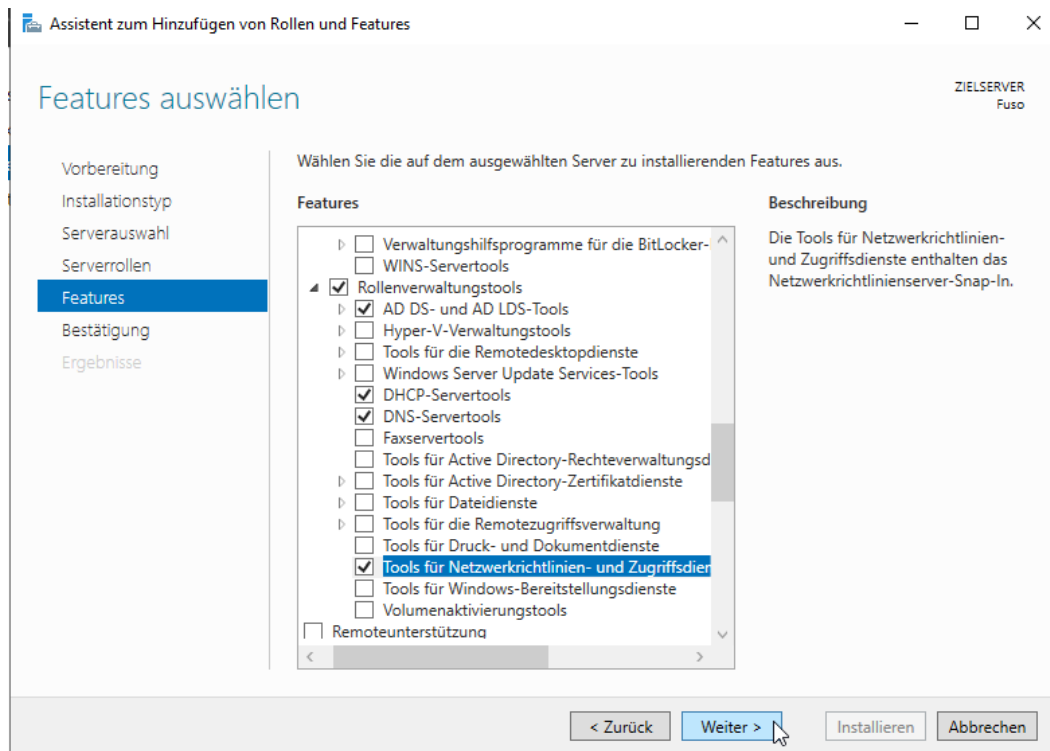 Assistent zum Hinzufügen von Rollen und Features
Features auswählen
ZIELSERVER
Fuso
Vorbereitung
Installationstyp
Serverauswahl
Serverrollen
Features
Bestätigung
Ergebnisse
Wählen Sie die auf dem ausgewählten Server zu installierenden Features aus.
Features
Verwaltungshilfsprogramme für die BitLocker-
WINS-Servertools
Rollenverwaltungstools
AD DS- und AD LDS-Tools
Hyper-V-Verwaltungstools
Tools für die Remotedesktopdienste
Windows Server Update Services-Tools
DHCP-Servertools
DNS-Servertools
Faxservertools
Tools für Active Directory-Rechteverwaltungsd
Tools für Active Directory-Zertifikatdienste
Tools für Dateidienste
Tools für die Remotezugriffsverwaltung
Tools für Druck- und Dokumentdienste
Tools für Netzwerkrichtlinien- und Zugriffsdien
Tools für Windows-Bereitstellungsdienste
Volumenaktivierungstools
Remoteunterstützung
Beschreibung
Die Tools für Netzwerkrichtlinien-
und Zugriffsdienste enthalten das
Netzwerkrichtlinienserver-Snap-In.
< Zurück
Weiter >
Installieren
Abbrechen